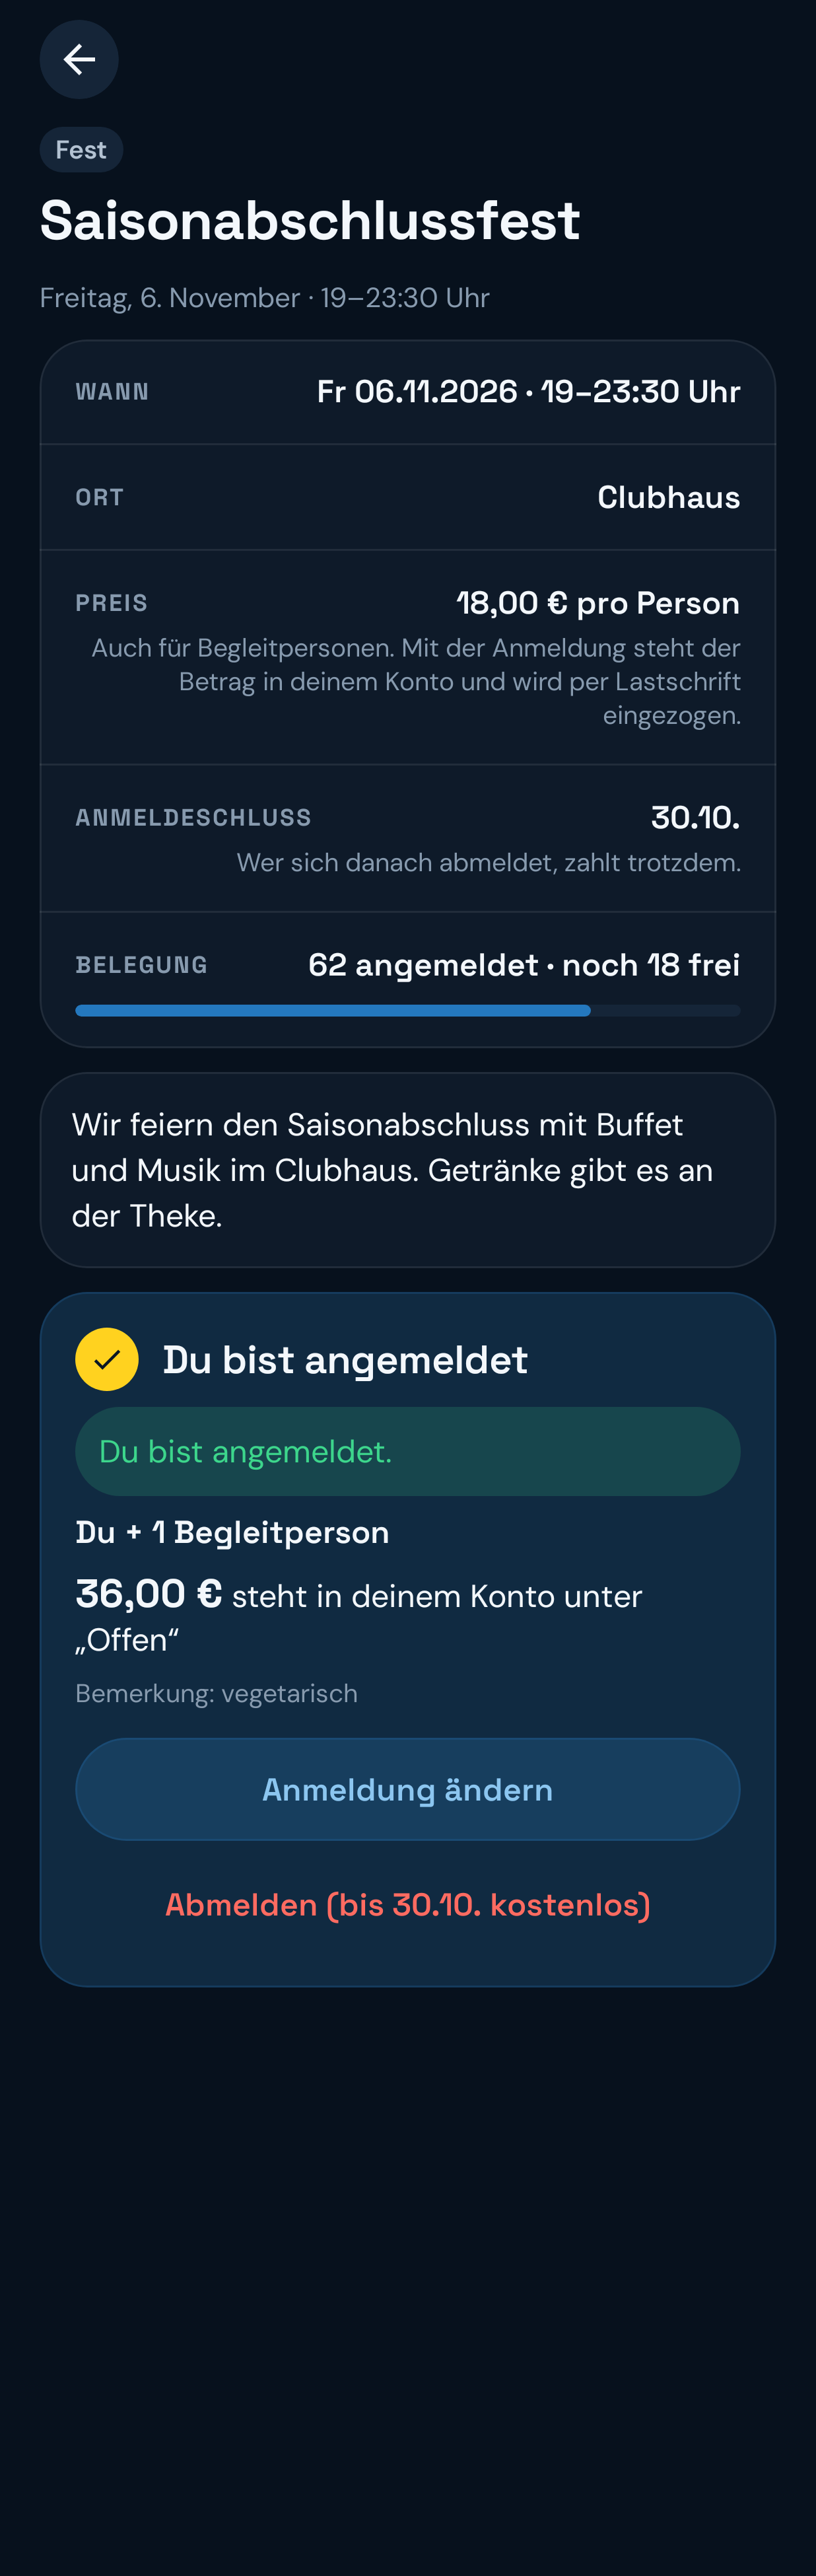 Fest
Saisonabschlussfest
Freitag, 6. November · 19–23:30 Uhr
WANN
Fr 06.11.2026 · 19–23:30 Uhr
ORT
Clubhaus
PREIS
18,00 € pro Person
Auch für Begleitpersonen. Mit der Anmeldung steht der
Betrag in deinem Konto und wird per Lastschrift
eingezogen.
ANMELDESCHLUSS
30.10.
Wer sich danach abmeldet, zahlt trotzdem.
BELEGUNG
62 angemeldet · noch 18 frei
Wir feiern den Saisonabschluss mit Buffet
und Musik im Clubhaus. Getränke gibt es an
der Theke.
Du bist angemeldet
Du bist angemeldet.
Du + 1 Begleitperson
36,00 € steht in deinem Konto unter
„Offen“
Bemerkung: vegetarisch
Anmeldung ändern
Abmelden (bis 30.10. kostenlos)